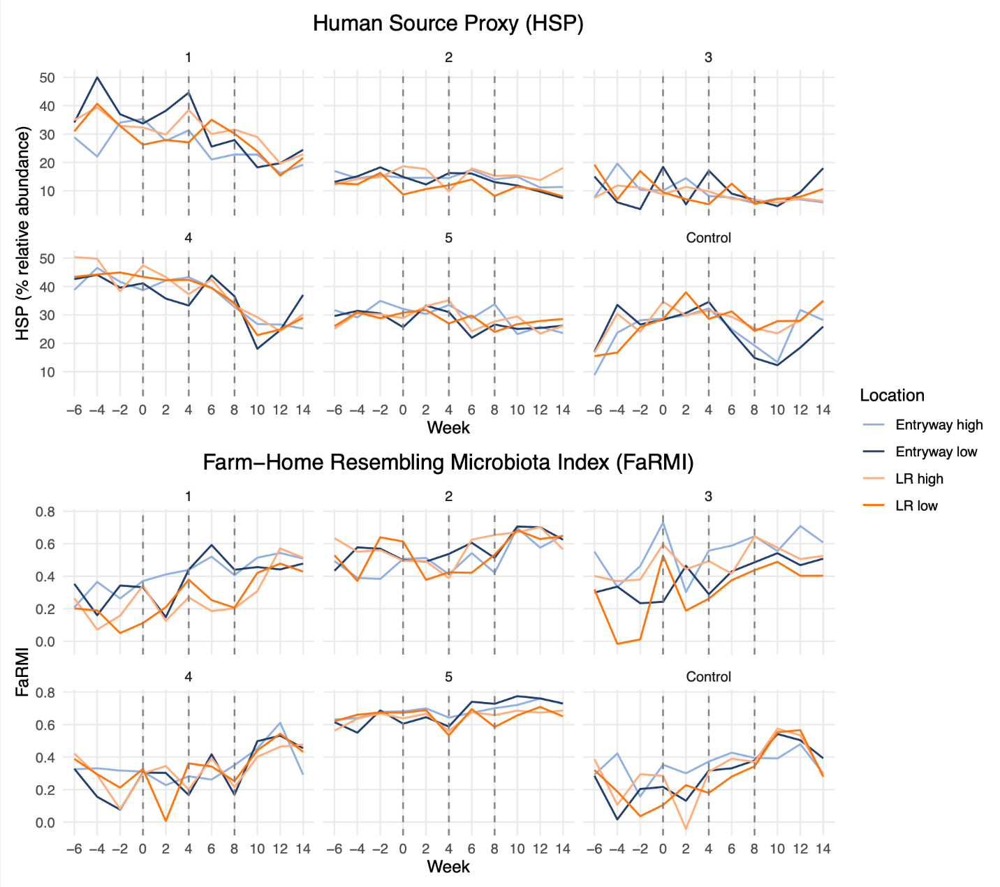 Human Source Proxy (HSP)
1 2 3
50
40
30
20
10
HSP (% relative abundance)
4 5 Control
50
40
30
20
10
−6 −4 −2 0 2 4 6 8 10 12 14 −6 −4 −2 0 2 4 6 8 10 12 14 −6 −4 −2 0 2 4 6 8 10 12 14
Week
Location
Entryway high
Entryway low
LR high
LR low
Farm−Home Resembling Microbiota Index (FaRMI)
1 2 3
0.8
0.6
0.4
0.2
0.0
FaRMI
4 5 Control
0.8
0.6
0.4
0.2
0.0
−6 −4 −2 0 2 4 6 8 10 12 14 −6 −4 −2 0 2 4 6 8 10 12 14 −6 −4 −2 0 2 4 6 8 10 12 14
Week